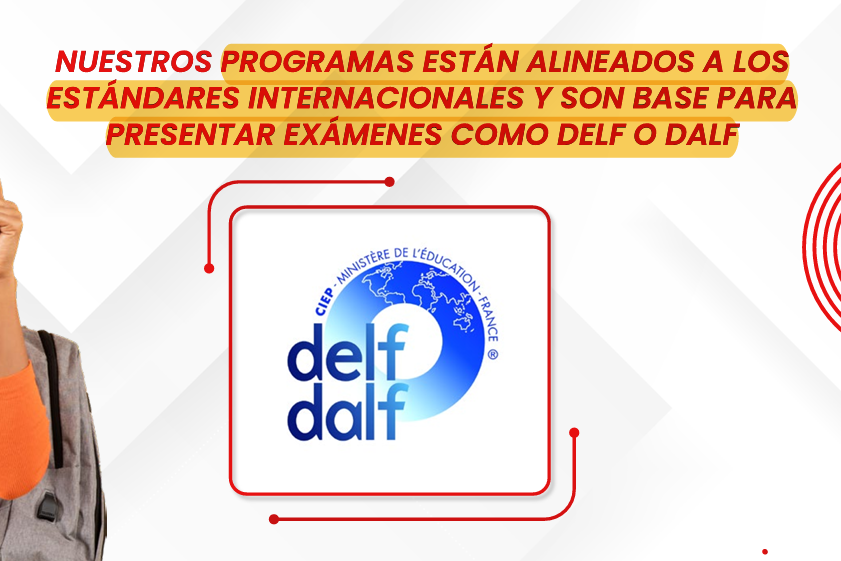 NUESTROS PROGRAMAS ESTÁN ALINEADOS A LOS
ESTÁNDARES INTERNACIONALES Y SON BASE PARA
PRESENTAR EXÁMENES COMO DELF O DALF
CIEP - MINISTÈRE DE L'ÉDUCATION - FRANCE ®
delf
dalf